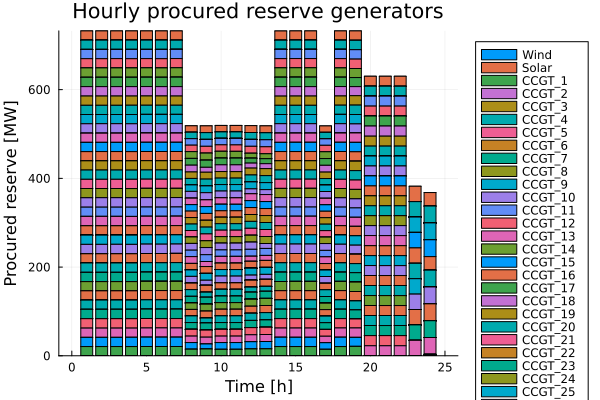 Hourly procured reserve generators
Procured reserve [MW]
600
400
200
0
0 5 10 15 20 25
Time [h]
Wind
Solar
CCGT_1
CCGT_2
CCGT_3
CCGT_4
CCGT_5
CCGT_6
CCGT_7
CCGT_8
CCGT_9
CCGT_10
CCGT_11
CCGT_12
CCGT_13
CCGT_14
CCGT_15
CCGT_16
CCGT_17
CCGT_18
CCGT_19
CCGT_20
CCGT_21
CCGT_22
CCGT_23
CCGT_24
CCGT_25